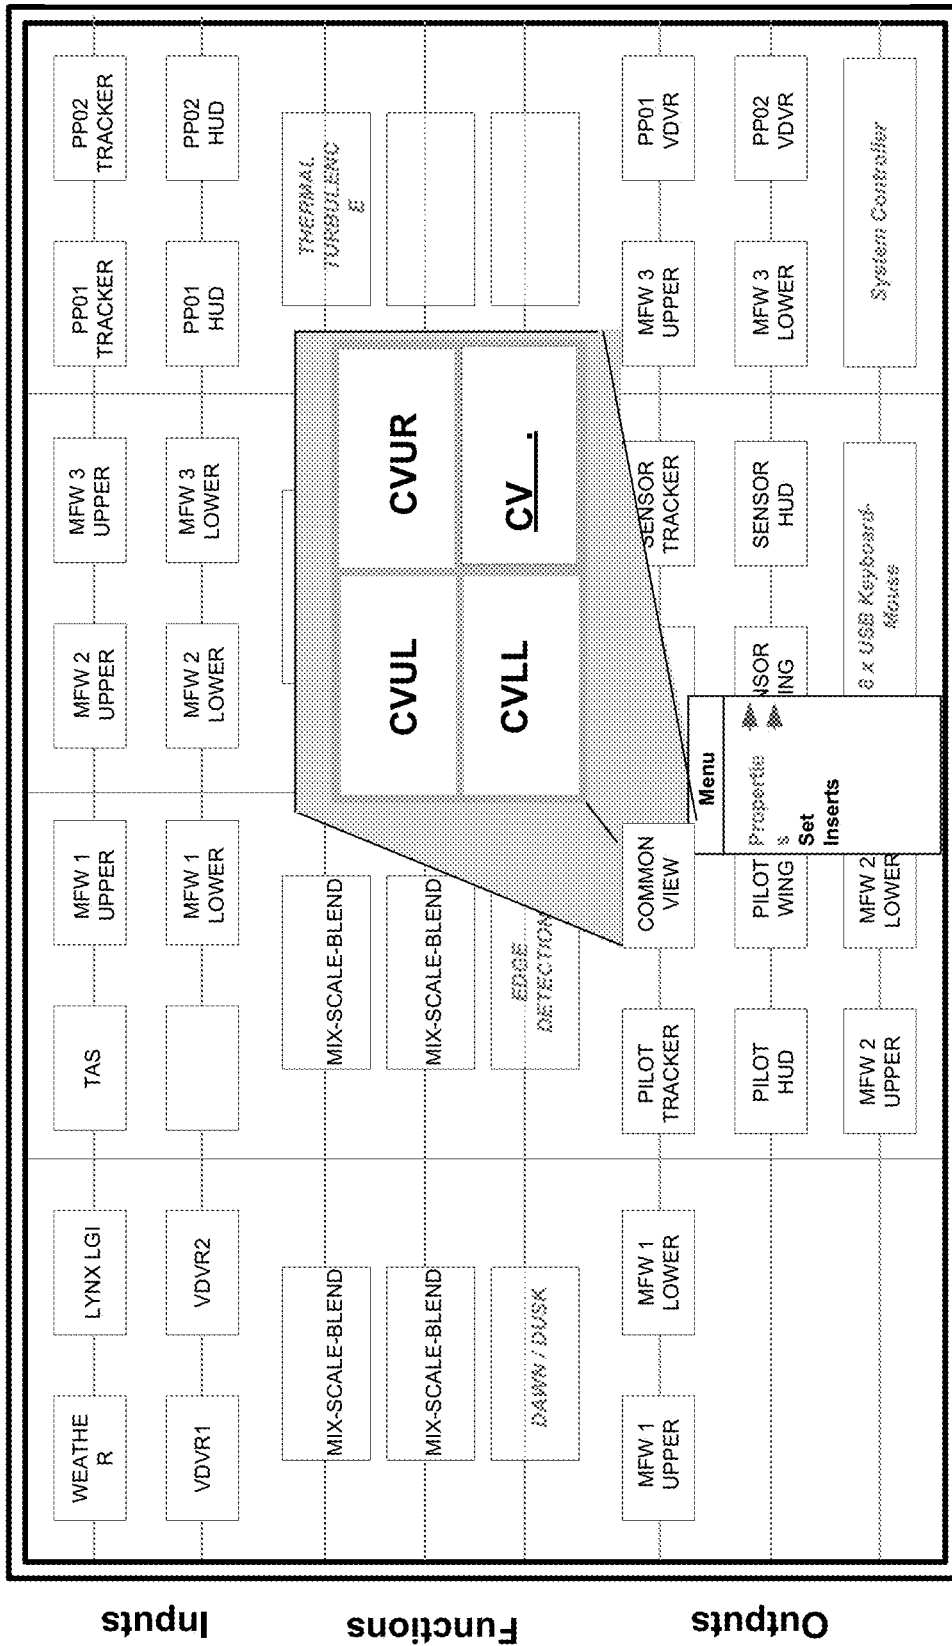 Inputs
WEATHE
R
LYNX LGI
TAS
MFW 1
UPPER
MFW 2
UPPER
MFW 3
UPPER
PP01
TRACKER
PP02
TRACKER
VDVR1
VDVR2
MFW 1
LOWER
MFW 2
LOWER
MFW 3
LOWER
PP01
HUD
PP02
HUD
Functions
MIX-SCALE-BLEND
MIX-SCALE-BLEND
THERMAL
TURBULENC
E
MIX-SCALE-BLEND
MIX-SCALE-BLEND
DAWN / DUSK
EDGE
DETECTION
CVUL
CVUR
CVLL
CV .
Outputs
MFW 1
UPPER
MFW 1
LOWER
PILOT
TRACKER
COMMON
VIEW
SENSOR
TRACKER
MFW 3
UPPER
PP01
VDVR
PILOT
HUD
PILOT
WING
NSOR
ING
SENSOR
HUD
MFW 3
LOWER
PP02
VDVR
MFW 2
UPPER
MFW 2
LOWER
6 x USB Keyboard-
Mouse
System Controller
Menu
Propertie
s
Set
Inserts